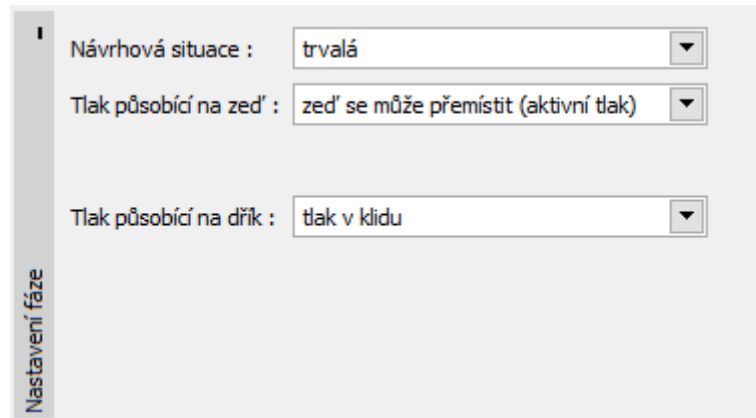 Návrhová situace : trvalá
Tlak působící na zeď : zeď se může přemístit (aktivní tlak)
Tlak působící na dřík : tlak v klidu
Nastavení fáze